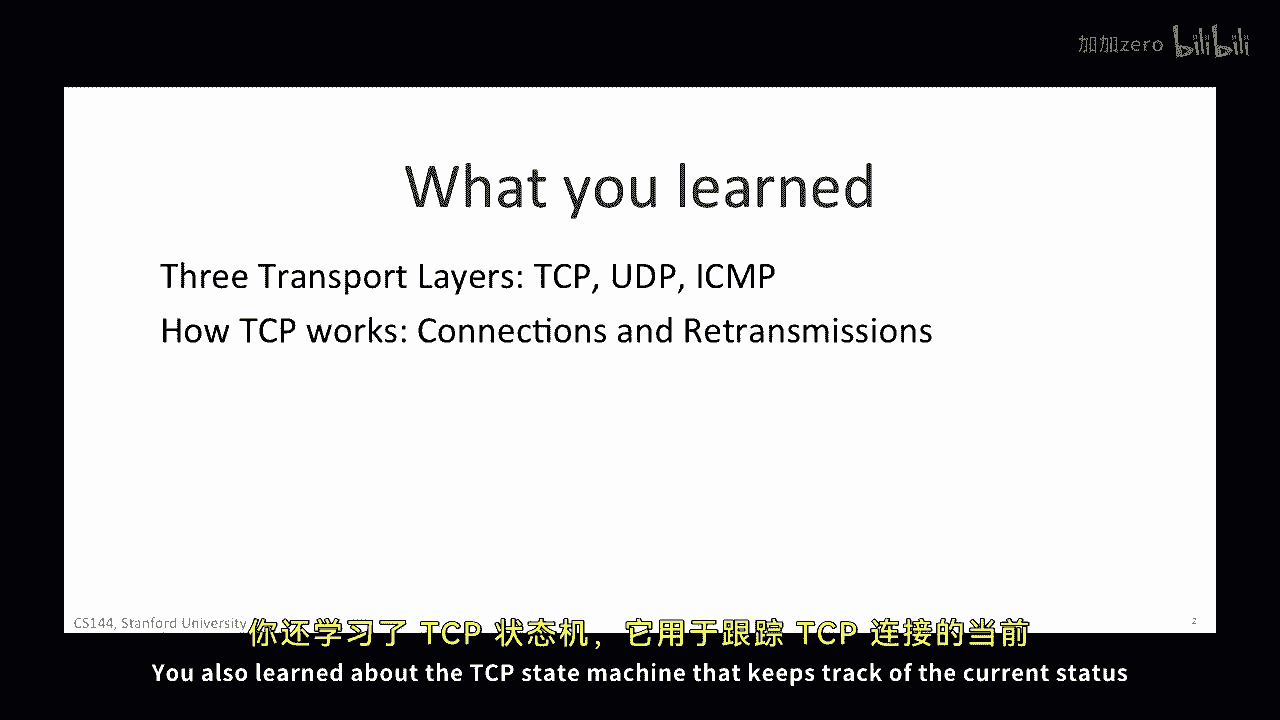 加加zero bilibili
What you learned
Three Transport Layers: TCP, UDP, ICMP
How TCP works: Connections and Retransmissions
CS144, Stanford University
2
你还学习了 TCP 状态机，它用于跟踪 TCP 连接的当前
You also learned about the TCP state machine that keeps track of the current status